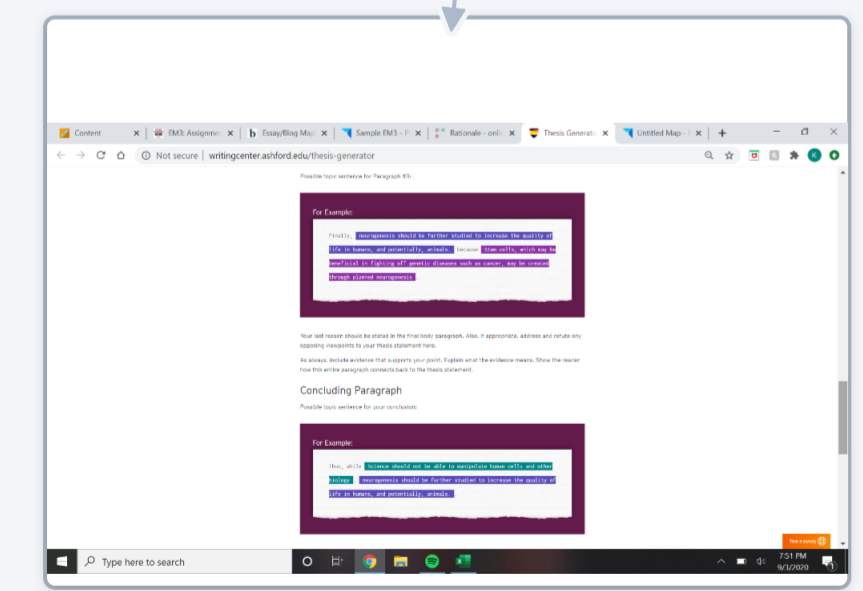 Content
EM3: Assignmen
Essay/Blog Map
Sample EM3 - R
Rationale - onli
Thesis Generato
Untitled Map -
Not secure | writingcenter.ashford.edu/thesis-generator
Possible topic sentence for Paragraph #3:
For Example:
Finally, neurogenesis should be further studied to increase the quality of
life in humans, and potentially, animals. because Stem cells, which may be
beneficial in fighting off genetic diseases such as cancer, may be created
through planned neurogenesis
Your last reason should be stated in the final body paragraph. Also, if appropriate, address and refute any
opposing viewpoints to your thesis statement here.
As always, include evidence that supports your point. Explain what the evidence means. Show the reader
how this entire paragraph connects back to the thesis statement.
Concluding Paragraph
Possible topic sentence for your conclusion:
For Example:
Thus, while Science should not be able to manipulate human cells and other
biology neurogenesis should be further studied to increase the quality of
life in humans, and potentially, animals.
Type here to search
7:51 PM
9/3/2020